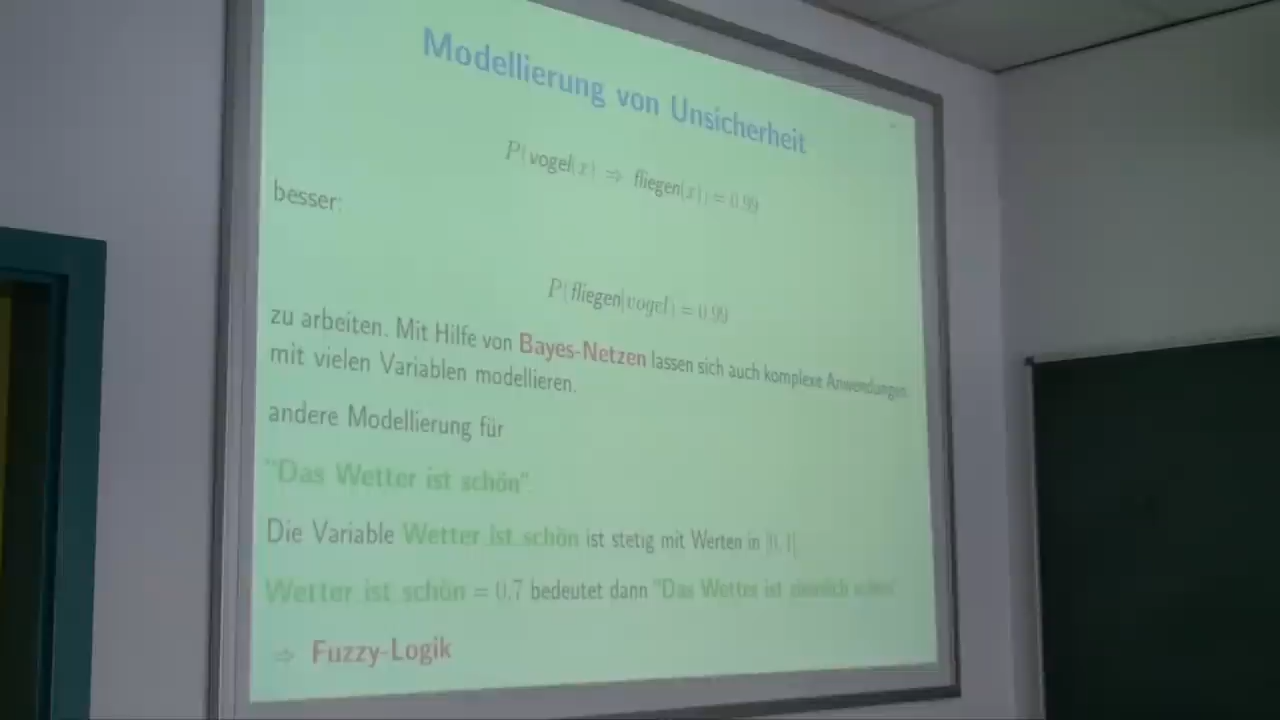 Modellierung von Unsicherheit
P(vogel(x) ⇒ fliegen(x)) = 0.99
besser:
P(fliegen|vogel) = 0.99
zu arbeiten. Mit Hilfe von Bayes-Netzen lassen sich auch komplexe Anwendungen
mit vielen Variablen modellieren.
andere Modellierung für
"Das Wetter ist schön"
Die Variable Wetter ist schön ist stetig mit Werten in [0, 1]
Wetter ist schön = 0.7 bedeutet dann "Das Wetter ist ziemlich schön"
⇒ Fuzzy-Logik